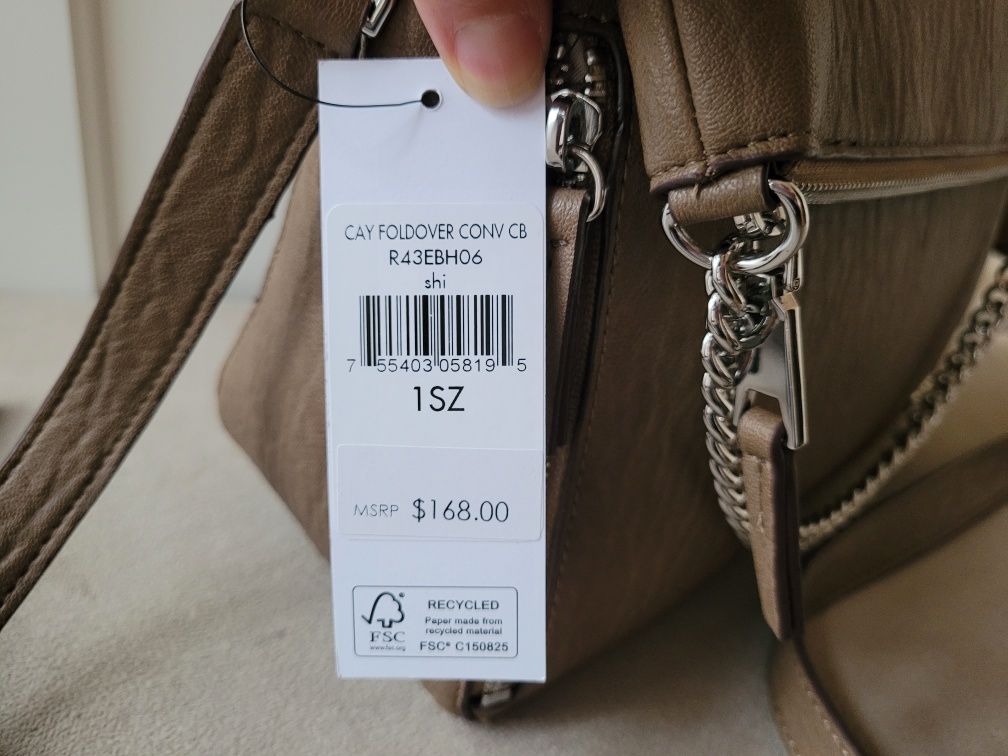 CAY FOLDOVER CONV CB
R43EBH06
shi
7 55403 05819 5
1SZ
MSRP $168.00
RECYCLED
Paper made from
recycled material
FSC® C150825
FSC
www.fsc.org